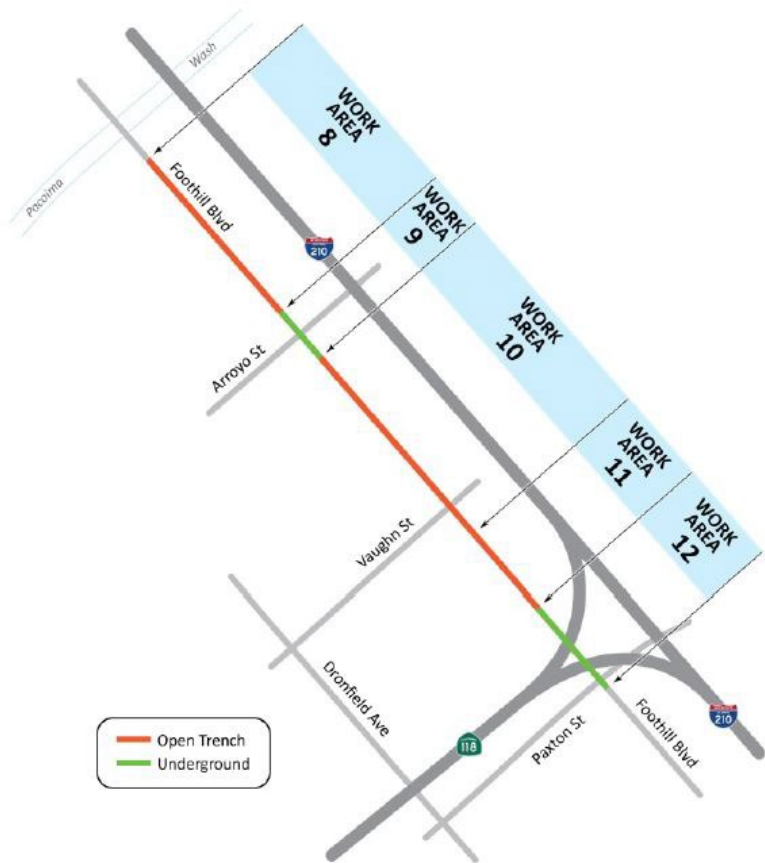 Wash
Pacoima
WORK
AREA
8
Foothill Blvd
WORK
AREA
9
210
Arroyo St
WORK
AREA
10
WORK
AREA
11
Vaughn St
WORK
AREA
12
Dronfield Ave
Foothill Blvd
210
Paxton St
118
Open Trench
Underground